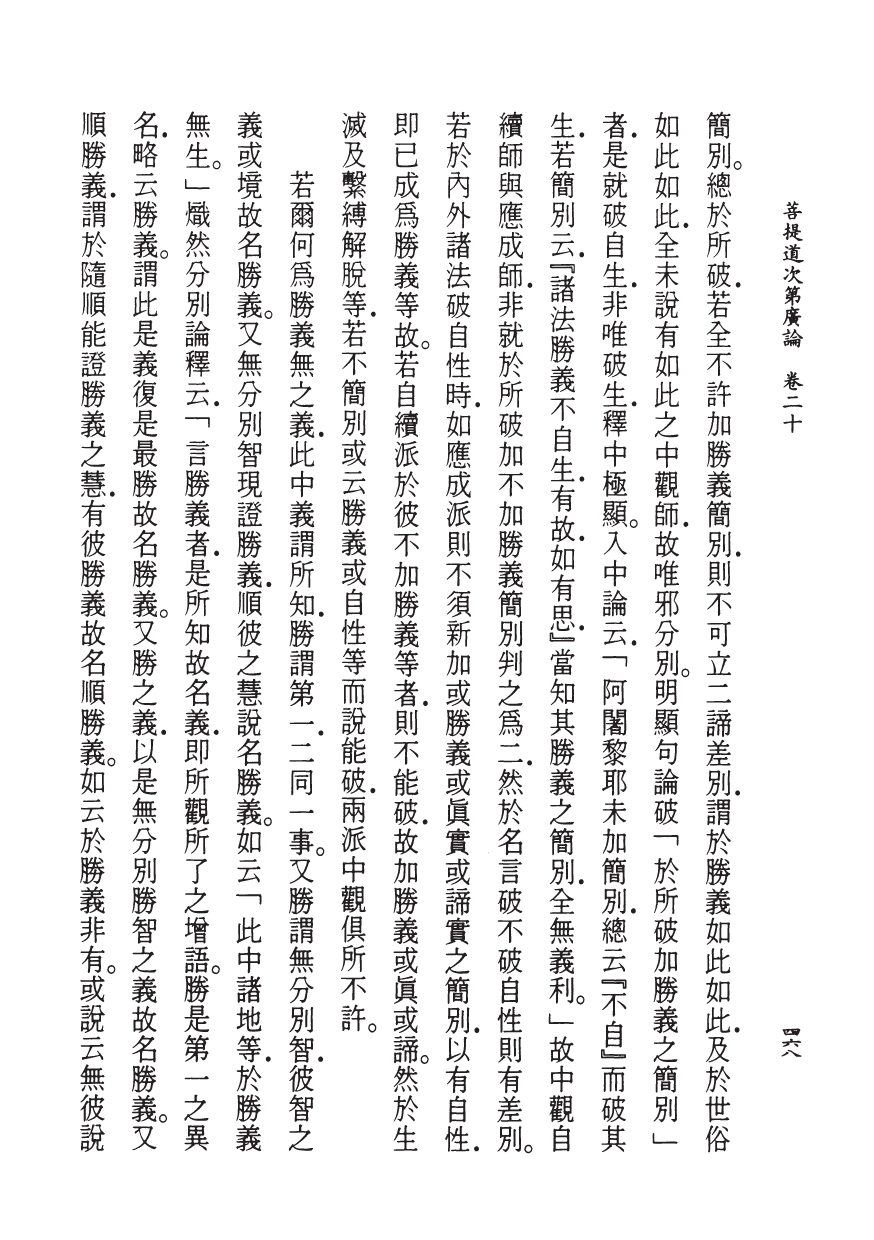 菩提道次第廣論　卷二十
四六八
簡別。總於所破．若全不許加勝義簡別．則不可立二諦差別．謂於勝義如此如此．及於世俗
如此如此．全未說有如此之中觀師．故唯邪分別。明顯句論破「於所破加勝義之簡別」
者．是就破自生．非唯破生．釋中極顯。入中論云．「阿闍黎耶未加簡別．總云『不自』而破其
生．若簡別云．『諸法勝義不自生．有故．如有思．』當知其勝義之簡別．全無義利。」故中觀自
續師與應成師．非就於所破加不加勝義簡別判之爲二．然於名言破不破自性則有差別。
若於內外諸法破自性時．如應成派則不須新加或勝義或眞實或諦實之簡別．以有自性．
即已成爲勝義等故。若自續派於彼不加勝義等者．則不能破．故加勝義或眞或諦。然於生
滅及繫縛解脫等．若不簡別或云勝義或自性等而說能破．兩派中觀俱所不許。
若爾何爲勝義無之義．此中義謂所知．勝謂第一．二同一事。又勝謂無分別智．彼智之
義或境故名勝義。又無分別智現證勝義．順彼之慧說名勝義。如云「此中諸地等．於勝義
無生。」熾然分別論釋云．「言勝義者．是所知故名義．即所觀所了之增語。勝是第一之異
名．略云勝義。謂此是義復是最勝故名勝義。又勝之義．以是無分別勝智之義故名勝義。又
順勝義．謂於隨順能證勝義之慧．有彼勝義故名順勝義。如云於勝義非有。或說云無彼說